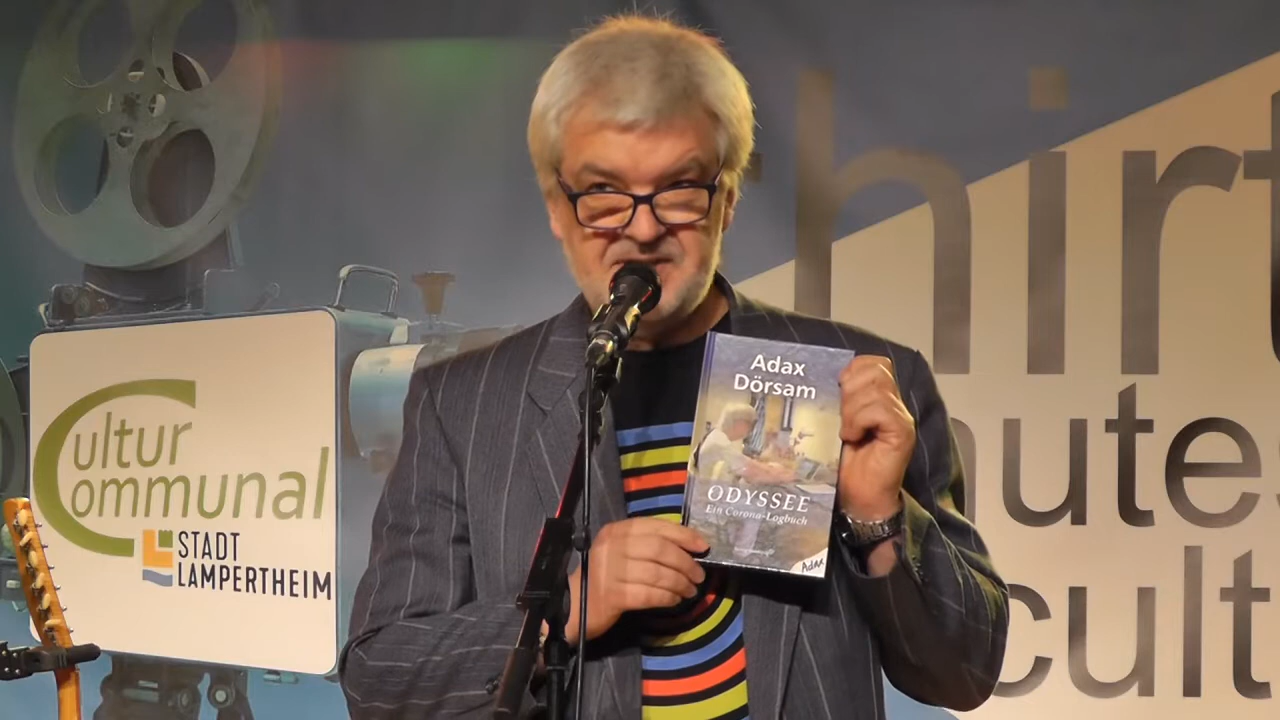 Cultur
Communal
STADT
LAMPERTHEIM
Adax
Dörsam
ODYSSEE
Ein Corona-Logbuch
Adax
hirt
nutes
cult